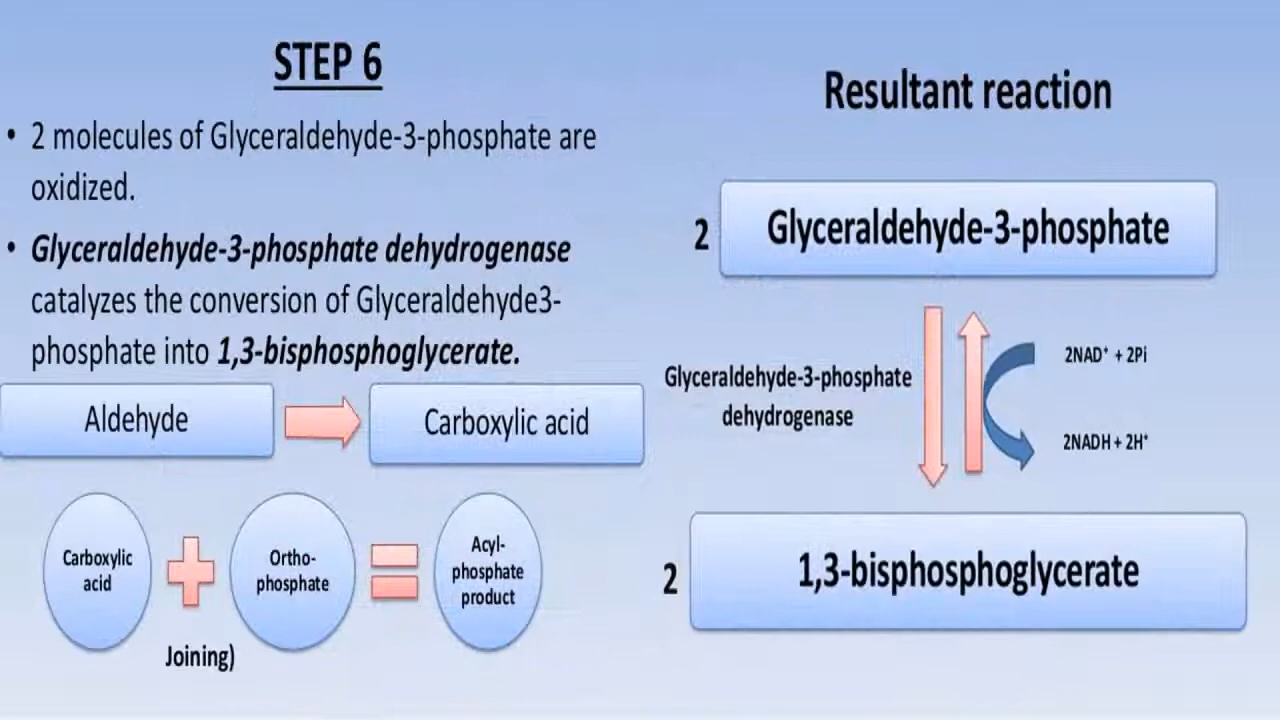 STEP 6
• 2 molecules of Glyceraldehyde-3-phosphate are
oxidized.
• Glyceraldehyde-3-phosphate dehydrogenase
catalyzes the conversion of Glyceraldehyde3-
phosphate into 1,3-bisphosphoglycerate.
Aldehyde
Carboxylic acid
Carboxylic
acid
Ortho-
phosphate
Acyl-
phosphate
product
Joining)
Resultant reaction
2 Glyceraldehyde-3-phosphate
Glyceraldehyde-3-phosphate
dehydrogenase
2NAD⁺ + 2Pi
2NADH + 2H⁺
2 1,3-bisphosphoglycerate